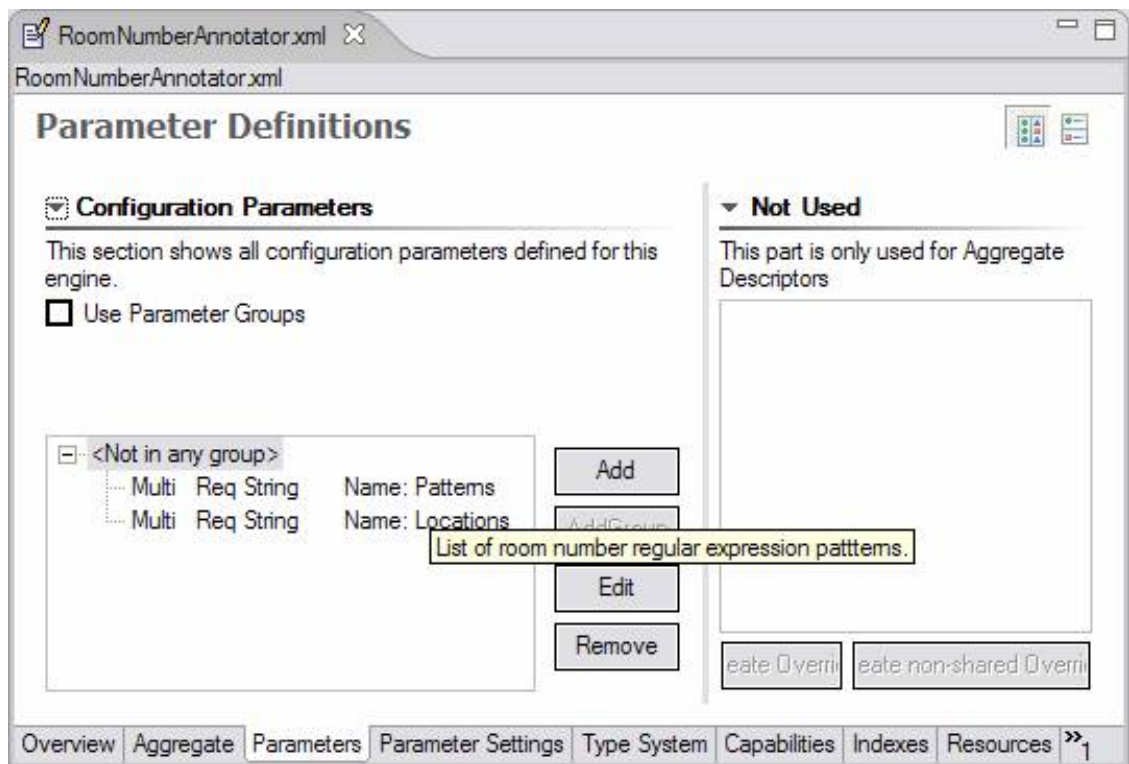 RoomNumberAnnotator.xml
RoomNumberAnnotator.xml
Parameter Definitions
Configuration Parameters
This section shows all configuration parameters defined for this
engine.
Use Parameter Groups
<Not in any group>
Multi Req String Name: Patterns
Multi Req String Name: Locations
List of room number regular expression pattterns.
Add
AddGroup
Edit
Remove
Not Used
This part is only used for Aggregate
Descriptors
eate Overri
eate non-shared Overri
Overview Aggregate Parameters Parameter Settings Type System Capabilities Indexes Resources »1